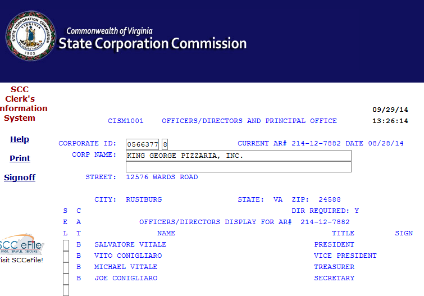 Commonwealth of Virginia
State Corporation Commission
SCC
Clerk's
nformation
System
09/29/14
CISM1001 OFFICERS/DIRECTORS AND PRINCIPAL OFFICE 13:26:14
Help
CORPORATE ID: 0566377 0 CURRENT AR# 214-12-7882 DATE 08/28/14
CORP NAME: KING GEORGE PIZZARIA, INC.
Print
Signoff
STREET: 12576 WARDS ROAD
CITY: RUSTBURG STATE: VA ZIP: 24588
S C DIR REQUIRED: Y
E A OFFICERS/DIRECTORS DISPLAY FOR AR# 214-12-7882
L T NAME TITLE SIGN
B SALVATORE VITALE PRESIDENT
B VITO CONIGLIARO VICE PRESIDENT
B MICHAEL VITALE TREASURER
B JOE CONIGLIARO SECRETARY
SCC eFile
isit SCCeFile!